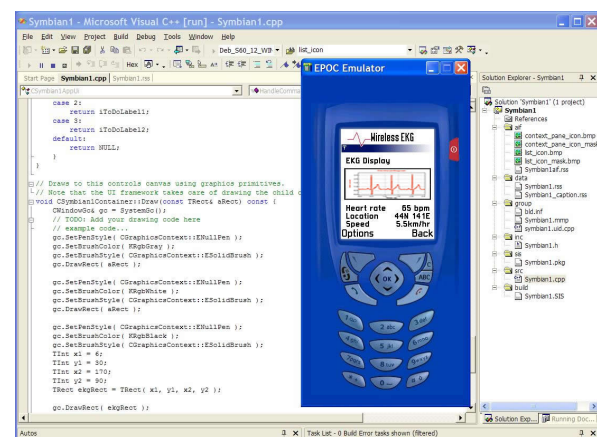 Symbian1 - Microsoft Visual C++ [run] - Symbian1.cpp
File Edit View Project Build Debug Tools Window Help
Deb_S60_12_WB list_icon
Hex
Start Page Symbian1.cpp Symbian1.rss
CSymbian1AppUi HandleComma
case 2:
return iToDoLabel1;
case 3:
return iToDoLabel2;
default:
return NULL;
}
}
// Draws to this controls canvas using graphics primitives.
// Note that the UI framework takes care of drawing the child c
void CSymbian1Container::Draw(const TRect& aRect) const {
CWindowGc& gc = SystemGc();
// TODO: Add your drawing code here
// example code...
gc.SetPenStyle( CGraphicsContext::ENullPen );
gc.SetBrushColor( KRgbGray );
gc.SetBrushStyle( CGraphicsContext::ESolidBrush );
gc.DrawRect( aRect );
gc.SetPenStyle( CGraphicsContext::ENullPen );
gc.SetBrushColor( KRgbWhite );
gc.SetBrushStyle( CGraphicsContext::ESolidBrush );
gc.DrawRect( aRect );
gc.SetPenStyle( CGraphicsContext::ENullPen );
gc.SetBrushColor( KRgbBlack );
gc.SetBrushStyle( CGraphicsContext::ESolidBrush );
TInt x1 = 6;
TInt y1 = 30;
TInt x2 = 170;
TInt y2 = 90;
TRect ekgRect = TRect( x1, y1, x2, y2 );
gc.DrawRect( ekgRect );
EPOC Emulator
Wireless EKG
EKG Display
Heart rate 65 bpm
Location 44N 141E
Speed 5.5km/hr
Options Back
OK
ABC
2 abc
Solution Explorer - Symbian1
Solution 'Symbian1' (1 project)
Symbian1
References
aif
context_pane_icon.bmp
context_pane_icon_mask
list_icon.bmp
list_icon_mask.bmp
Symbian1aif.rss
data
Symbian1.rss
Symbian1_caption.rss
group
bld.inf
Symbian1.mmp
symbian1.uid.cpp
inc
Symbian1.h
sis
Symbian1.pkg
src
Symbian1.cpp
build
Symbian1.SIS
Solution Exp... Running Doc...
Autos
Task List - 0 Build Error tasks shown (filtered)